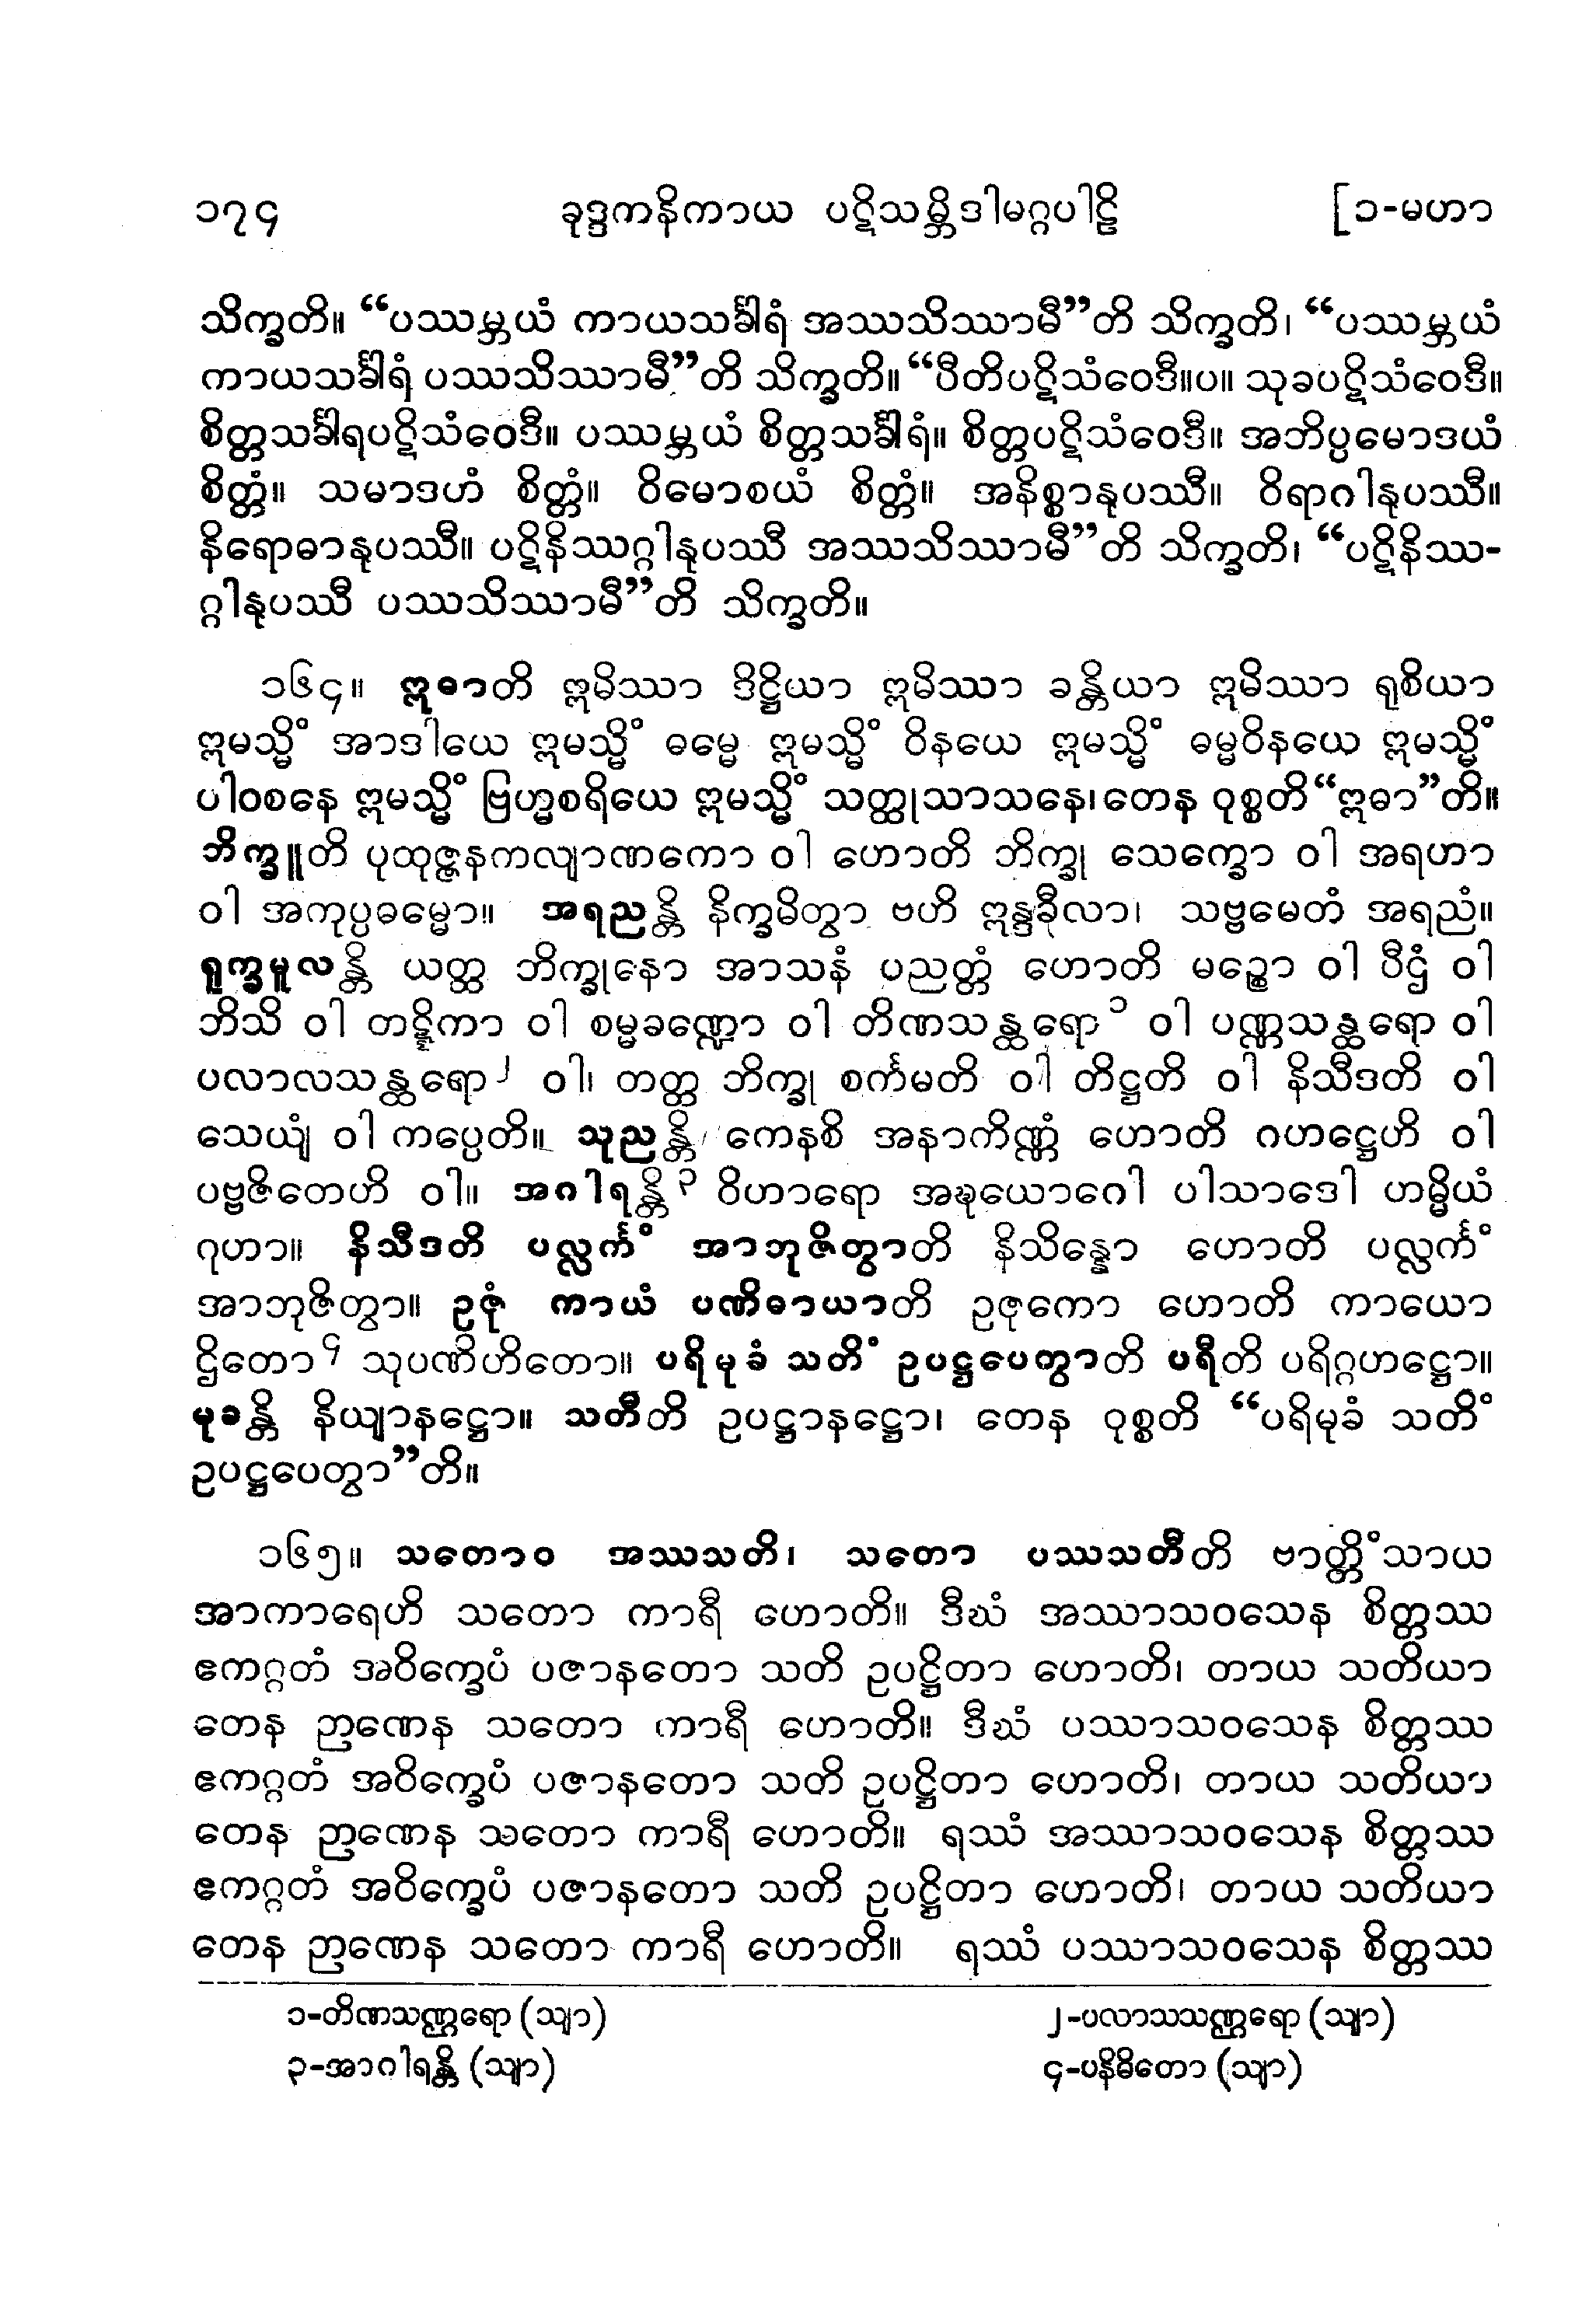 ၁၇၄ ခုဒ္ဒကနိကာယ ပဋိသမ္ဘိဒါမဂ္ဂပါဠိ [၁-မဟာ
သိက္ခတိ။ “ပဿမ္ဘယံ ကာယသင်္ခါရံ အဿသိဿာမီ”တိ သိက္ခတိ၊ “ပဿမ္ဘယံ
ကာယသင်္ခါရံ ပဿသိဿာမီ”တိ သိက္ခတိ။ “ပီတိပဋိသံဝေဒီ။ပ။ သုခပဋိသံဝေဒီ။
စိတ္တသင်္ခါရပဋိသံဝေဒီ။ ပဿမ္ဘယံ စိတ္တသင်္ခါရံ။ စိတ္တပဋိသံဝေဒီ။ အဘိပ္ပမောဒယံ
စိတ္တံ။ သမာဒဟံ စိတ္တံ။ ဝိမောစယံ စိတ္တံ။ အနိစ္စာနုပဿီ။ ဝိရာဂါနုပဿီ။
နိရောဓာနုပဿီ။ ပဋိနိဿဂ္ဂါနုပဿီ အဿသိဿာမီ”တိ သိက္ခတိ၊ “ပဋိနိဿ-
ဂ္ဂါနုပဿီ ပဿသိဿာမီ”တိ သိက္ခတိ။
၁၆၄။ ဣဓာတိ ဣမိဿာ ဒိဋ္ဌိယာ ဣမိဿာ ခန္တိယာ ဣမိဿာ ရုစိယာ
ဣမသ္မိံ အာဒါယေ ဣမသ္မိံ ဓမ္မေ ဣမသ္မိံ ဝိနယေ ဣမသ္မိံ ဓမ္မဝိနယေ ဣမသ္မိံ
ပါဝစနေ ဣမသ္မိံ ဗြဟ္မစရိယေ ဣမသ္မိံ သတ္ထုသာသနေ၊ တေန ဝုစ္စတိ “ဣဓာ”တိ။
ဘိက္ခူတိ ပုထုဇ္ဇနကလျာဏကော ဝါ ဟောတိ ဘိက္ခု သေက္ခော ဝါ အရဟာ
ဝါ အကုပ္ပဓမ္မော။ အရညန္တိ နိက္ခမိတွာ ဗဟိ ဣန္ဒခီလာ၊ သဗ္ဗမေတံ အရညံ။
ရူက္ခမူလန္တိ ယတ္ထ ဘိက္ခုနော အာသနံ ပညတ္တံ ဟောတိ မဉ္စော ဝါ ပီဌံ ဝါ
ဘိသိ ဝါ တဋ္ဋိကာ ဝါ စမ္မခဏ္ဍော ဝါ တိဏသန္ထရော၁ ဝါ ပဏ္ဏသန္ထရော ဝါ
ပလာလသန္ထရော၂ ဝါ၊ တတ္ထ ဘိက္ခု စင်္ကမတိ ဝါ တိဋ္ဌတိ ဝါ နိသီဒတိ ဝါ
သေယျံ ဝါ ကပ္ပေတိ။ သုညန္တိ ကေနစိ အနာကိဏ္ဏံ ဟောတိ ဂဟဋ္ဌေဟိ ဝါ
ပဗ္ဗဇိတေဟိ ဝါ။ အဂါရန္တိ၃ ဝိဟာရော အဍ္ဎယောဂေါ ပါသာဒေါ ဟမ္မိယံ
ဂုဟာ။ နိသီဒတိ ပလ္လင်္ကံ အာဘုဇိတွာတိ နိသိန္နော ဟောတိ ပလ္လင်္ကံ
အာဘုဇိတွာ။ ဥဇုံ ကာယံ ပဏိဓာယာတိ ဥဇုကော ဟောတိ ကာယော
ဌိတော၄ သုပဏိဟိတော။ ပရိမုခံ သတိံ ဥပဋ္ဌပေတွာတိ ပရီတိ ပရိဂ္ဂဟဋ္ဌော။
မုခန္တိ နိယျာနဋ္ဌော။ သတီတိ ဥပဋ္ဌာနဋ္ဌော၊ တေန ဝုစ္စတိ “ပရိမုခံ သတိံ
ဥပဋ္ဌပေတွာ”တိ။
၁၆၅။ သတောဝ အဿသတိ၊ သတော ပဿသတီတိ ဗာတ္တိံသာယ
အာကာရေဟိ သတော ကာရီ ဟောတိ။ ဒီဃံ အဿာသဝသေန စိတ္တဿ
ဧကဂ္ဂတံ အဝိက္ခေပံ ပဇာနတော သတိ ဥပဋ္ဌိတာ ဟောတိ၊ တာယ သတိယာ
တေန ဉာဏေန သတော ကာရီ ဟောတိ။ ဒီဃံ ပဿာသဝသေန စိတ္တဿ
ဧကဂ္ဂတံ အဝိက္ခေပံ ပဇာနတော သတိ ဥပဋ္ဌိတာ ဟောတိ၊ တာယ သတိယာ
တေန ဉာဏေန သတော ကာရီ ဟောတိ။ ရဿံ အဿာသဝသေန စိတ္တဿ
ဧကဂ္ဂတံ အဝိက္ခေပံ ပဇာနတော သတိ ဥပဋ္ဌိတာ ဟောတိ၊ တာယ သတိယာ
တေန ဉာဏေန သတော ကာရီ ဟောတိ။ ရဿံ ပဿာသဝသေန စိတ္တဿ
၁-တိဏသဏ္ဌရော (သျာ) ၂-ပလာသသဏ္ဌရော (သျာ)
၃-အာဂါရန္တိ (သျာ) ၄-ပနိဓိတော (သျာ)